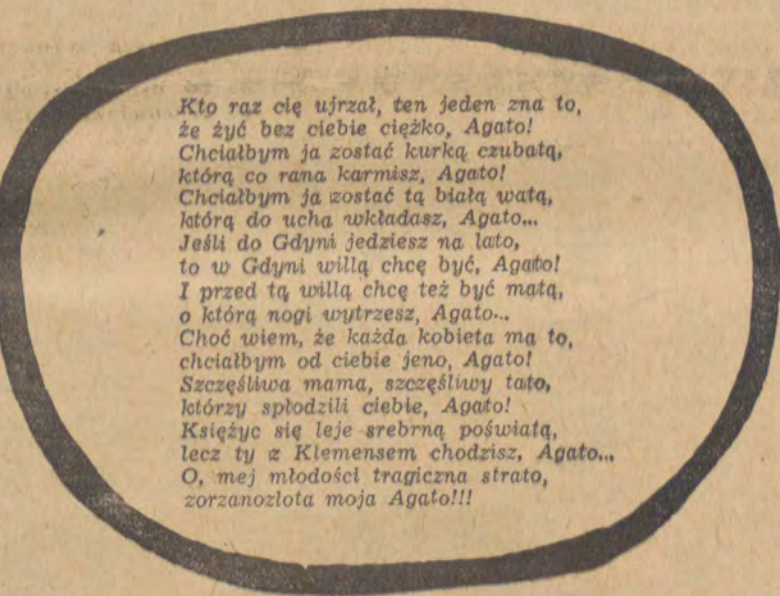 Kto raz cię ujrzał, ten jeden zna to,
że żyć bez ciebie ciężko, Agato!
Chciałbym ja zostać kurką czubatą,
którą co rana karmisz, Agato!
Chciałbym ja zostać tą białą watą,
którą do ucha wkładasz, Agato...
Jeśli do Gdyni jedziesz na lato,
to w Gdyni willą chcę być, Agato!
I przed tą willą chcę też być matą,
o którą nogi wytrzesz, Agato...
Choć wiem, że każda kobieta ma to,
chciałbym od ciebie jeno, Agato!
Szczęśliwa mama, szczęśliwy tato,
którzy spłodzili ciebie, Agato!
Księżyc się leje srebrną poświatą,
lecz ty z Klemensem chodzisz, Agato...
O, mej młodości tragiczna strato,
zorzanozłota moja Agato!!!